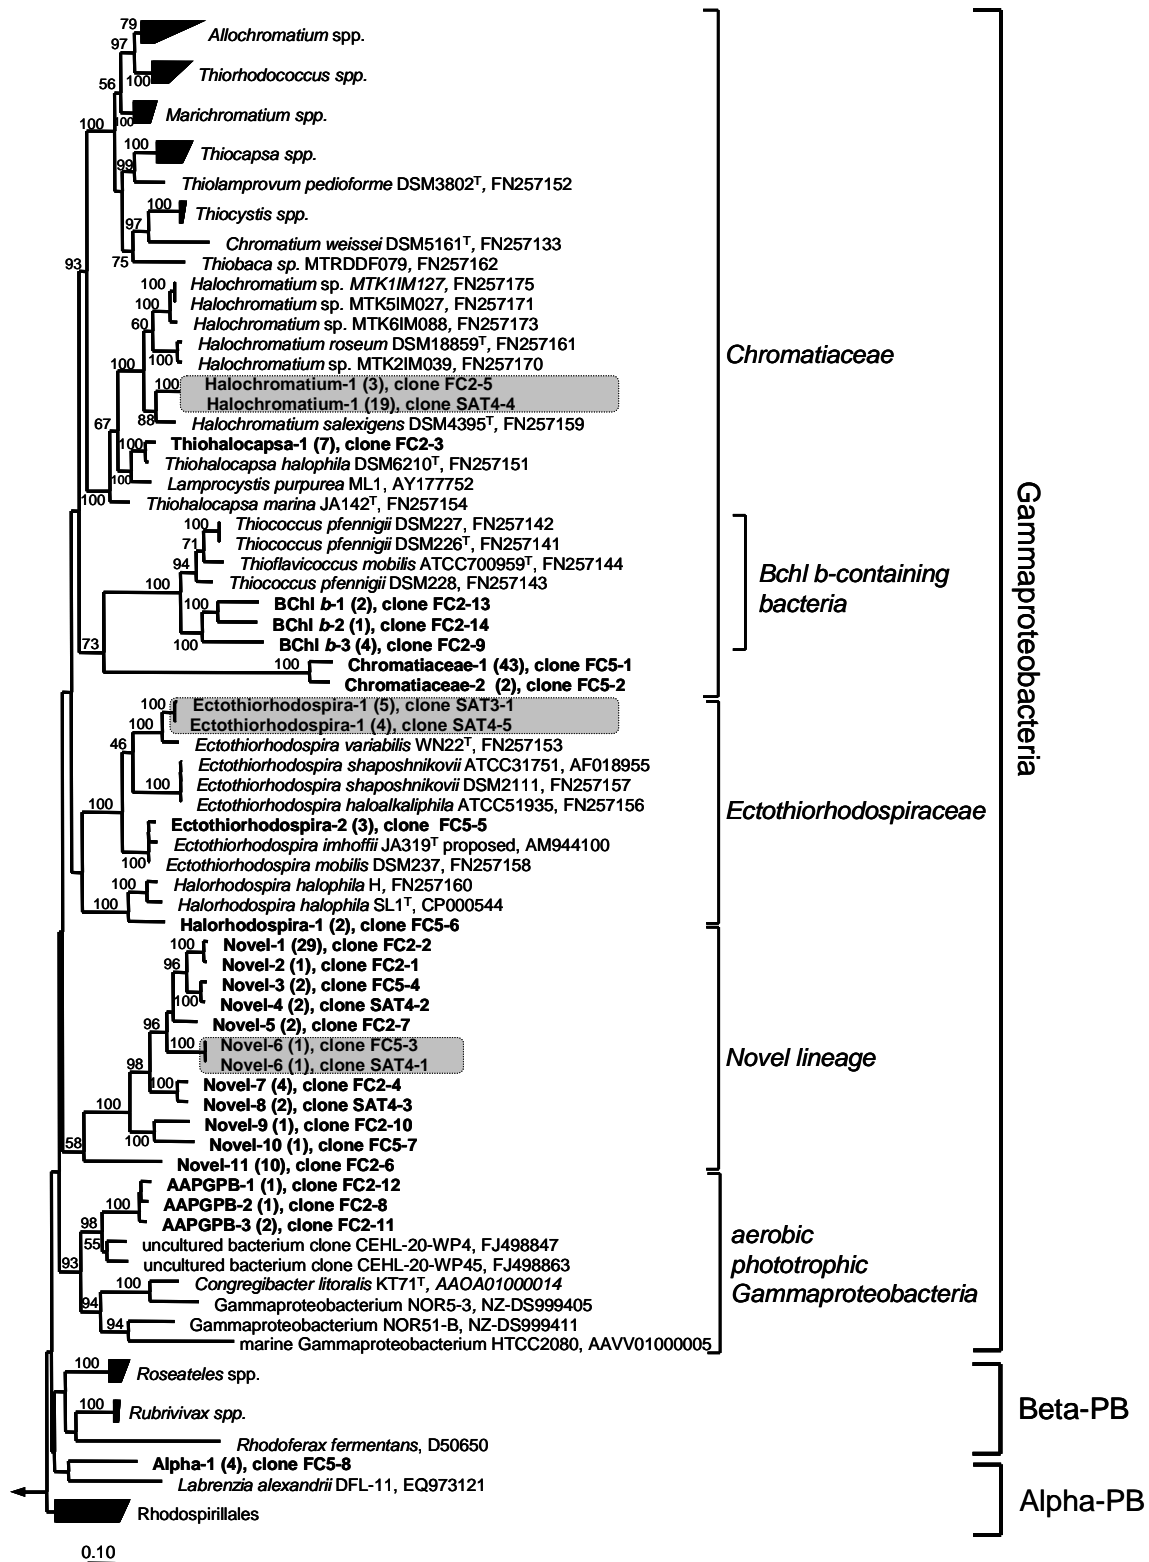 79
Allochromatium spp.
97
100
Thiorhodococcus spp.
56
100
Marichromatium spp.
100
100
Thiocapsa spp.
99
Thiolamprovum pedioforme DSM3802T, FN257152
100
Thiocystis spp.
97
Chromatium weissei DSM5161T, FN257133
75
Thiobaca sp. MTRDDF079, FN257162
93
100
Halochromatium sp. MTK1IM127, FN257175
100
Halochromatium sp. MTK5IM027, FN257171
60
Halochromatium sp. MTK6IM088, FN257173
Halochromatium roseum DSM18859T, FN257161
100
Halochromatium sp. MTK2IM039, FN257170
100
100
Halochromatium-1 (3), clone FC2-5
Halochromatium-1 (19), clone SAT4-4
88
Halochromatium salexigens DSM4395T, FN257159
67
100
Thiohalocapsa-1 (7), clone FC2-3
Thiohalocapsa halophila DSM6210T, FN257151
100
Lamprocystis purpurea ML1, AY177752
100
Thiohalocapsa marina JA142T, FN257154
Chromatiaceae
100
Thiococcus pfennigii DSM227, FN257142
71
Thiococcus pfennigii DSM226T, FN257141
94
Thioflavicoccus mobilis ATCC700959T, FN257144
100
Thiococcus pfennigii DSM228, FN257143
100
BChl b-1 (2), clone FC2-13
BChl b-2 (1), clone FC2-14
100
BChl b-3 (4), clone FC2-9
Bchl b-containing
bacteria
73
100
Chromatiaceae-1 (43), clone FC5-1
Chromatiaceae-2 (2), clone FC5-2
100
Ectothiorhodospira-1 (5), clone SAT3-1
100
Ectothiorhodospira-1 (4), clone SAT4-5
46
Ectothiorhodospira variabilis WN22T, FN257153
Ectothiorhodospira shaposhnikovii ATCC31751, AF018955
100
Ectothiorhodospira shaposhnikovii DSM2111, FN257157
Ectothiorhodospira haloalkaliphila ATCC51935, FN257156
100
Ectothiorhodospira-2 (3), clone FC5-5
Ectothiorhodospira imhoffii JA319T proposed, AM944100
100
Ectothiorhodospira mobilis DSM237, FN257158
100
Halorhodospira halophila H, FN257160
100
Halorhodospira halophila SL1T, CP000544
Halorhodospira-1 (2), clone FC5-6
Ectothiorhodospiraceae
100
Novel-1 (29), clone FC2-2
96
Novel-2 (1), clone FC2-1
Novel-3 (2), clone FC5-4
100
Novel-4 (2), clone SAT4-2
96
Novel-5 (2), clone FC2-7
100
Novel-6 (1), clone FC5-3
Novel-6 (1), clone SAT4-1
98
100
Novel-7 (4), clone FC2-4
Novel-8 (2), clone SAT4-3
100
Novel-9 (1), clone FC2-10
100
Novel-10 (1), clone FC5-7
58
Novel-11 (10), clone FC2-6
Novel lineage
AAPGPB-1 (1), clone FC2-12
100
AAPGPB-2 (1), clone FC2-8
98
AAPGPB-3 (2), clone FC2-11
55
uncultured bacterium clone CEHL-20-WP4, FJ498847
93
uncultured bacterium clone CEHL-20-WP45, FJ498863
100
Congregibacter litoralis KT71T, AAOA01000014
94
Gammaproteobacterium NOR5-3, NZ-DS999405
94
Gammaproteobacterium NOR51-B, NZ-DS999411
marine Gammaproteobacterium HTCC2080, AAVV01000005
aerobic
phototrophic
Gammaproteobacteria
Gammaproteobacteria
100
Roseateles spp.
100
Rubrivivax spp.
Rhodoferax fermentans, D50650
Beta-PB
Alpha-1 (4), clone FC5-8
Labrenzia alexandrii DFL-11, EQ973121
Rhodospirillales
Alpha-PB
0.10